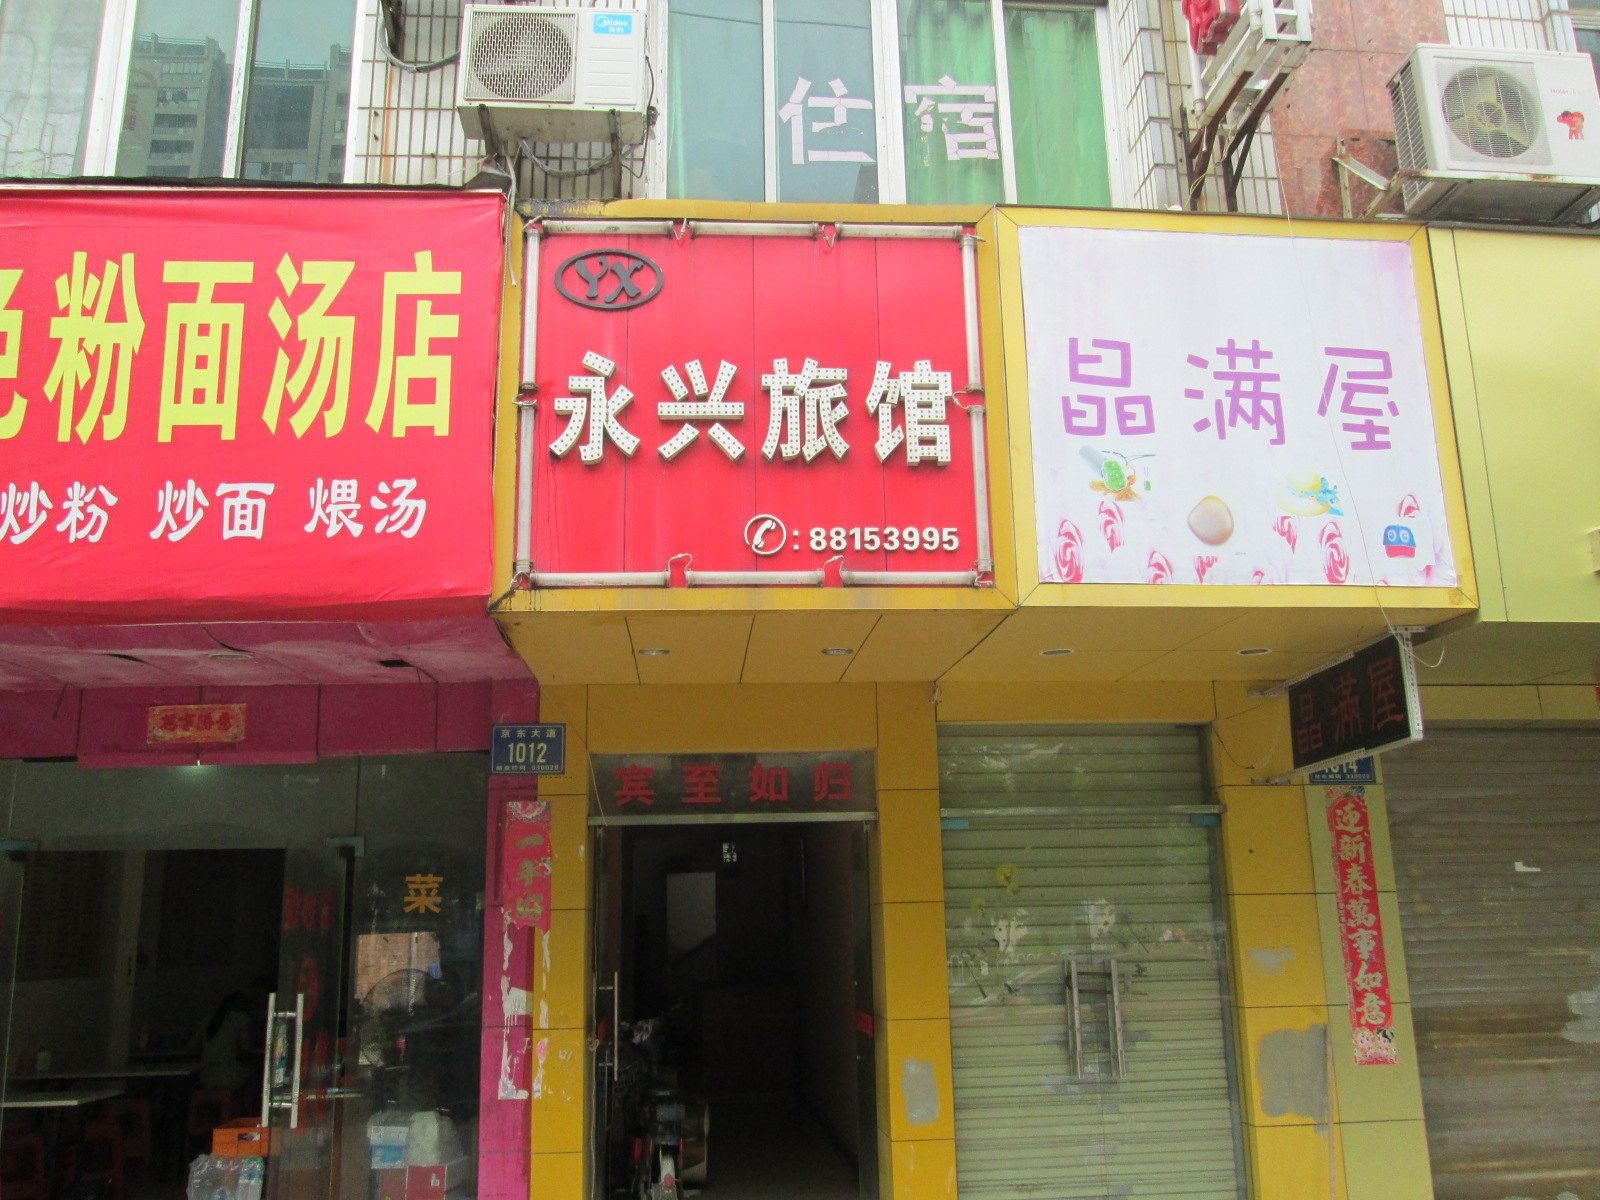 Midea
住宿
粉面汤店
炒粉 炒面 煨汤
YX
永兴旅馆
: 88153995
晶满屋
晶满屋
京东大道
1012
宾至如归
菜
迎新春萬事如意